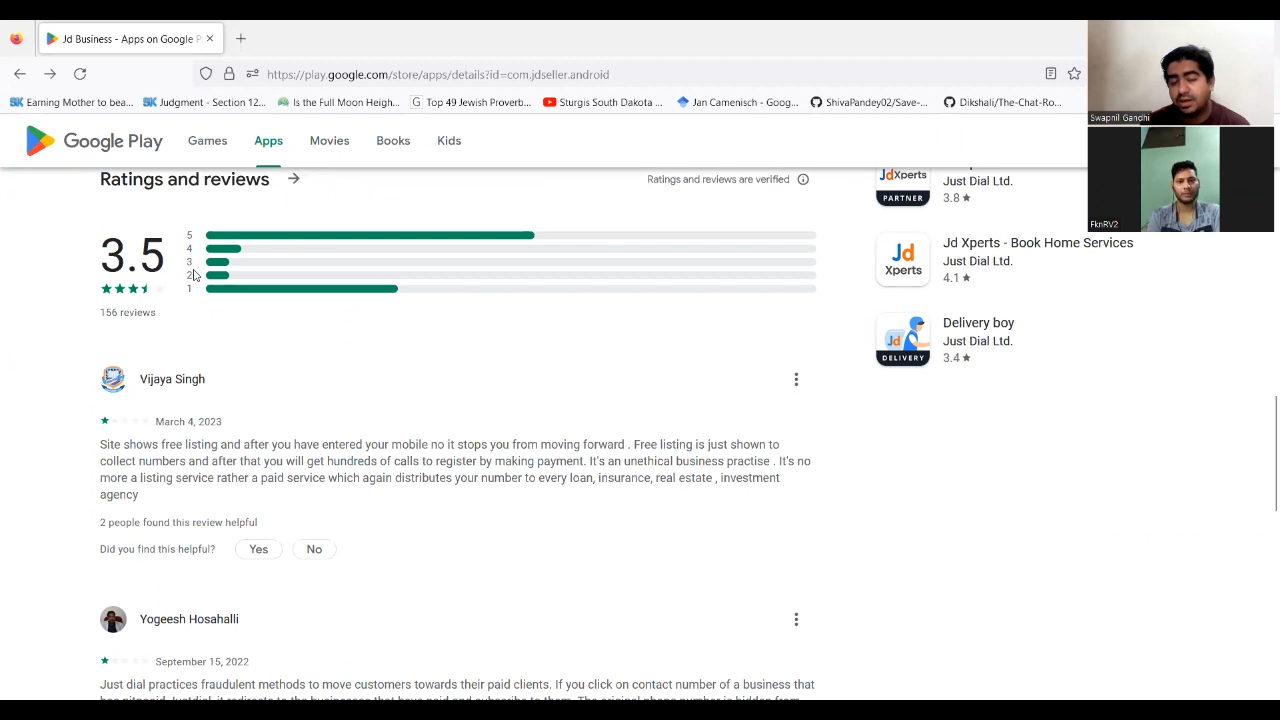 Jd Business - Apps on Google P
https://play.google.com/store/apps/details?id=com.jdseller.android
Earning Mother to bea...
Judgment - Section 12...
Is the Full Moon Heigh...
Top 49 Jewish Proverb...
Sturgis South Dakota ...
Jan Camenisch - Goog...
ShivaPandey02/Save-...
Dikshali/The-Chat-Ro...
Swapnil Gandhi
FknRV2
Google Play
Games
Apps
Movies
Books
Kids
Ratings and reviews
Ratings and reviews are verified
3.5
5
4
3
2
1
156 reviews
Vijaya Singh
March 4, 2023
Site shows free listing and after you have entered your mobile no it stops you from moving forward . Free listing is just shown to
collect numbers and after that you will get hundreds of calls to register by making payment. It's an unethical business practise . It's no
more a listing service rather a paid service which again distributes your number to every loan, insurance, real estate , investment
agency
2 people found this review helpful
Did you find this helpful?
Yes
No
Yogeesh Hosahalli
September 15, 2022
Just dial practices fraudulent methods to move customers towards their paid clients. If you click on contact number of a business that
Jd Xperts
PARTNER
Just Dial Ltd.
3.8
Jd
Xperts
Jd Xperts - Book Home Services
Just Dial Ltd.
4.1
Jd
DELIVERY
Delivery boy
Just Dial Ltd.
3.4